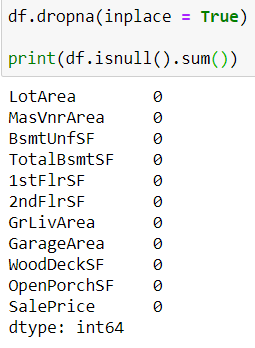 df.dropna(inplace = True)
print(df.isnull().sum())
LotArea 0
MasVnrArea 0
BsmtUnfSF 0
TotalBsmtSF 0
1stFlrSF 0
2ndFlrSF 0
GrLivArea 0
GarageArea 0
WoodDeckSF 0
OpenPorchSF 0
SalePrice 0
dtype: int64